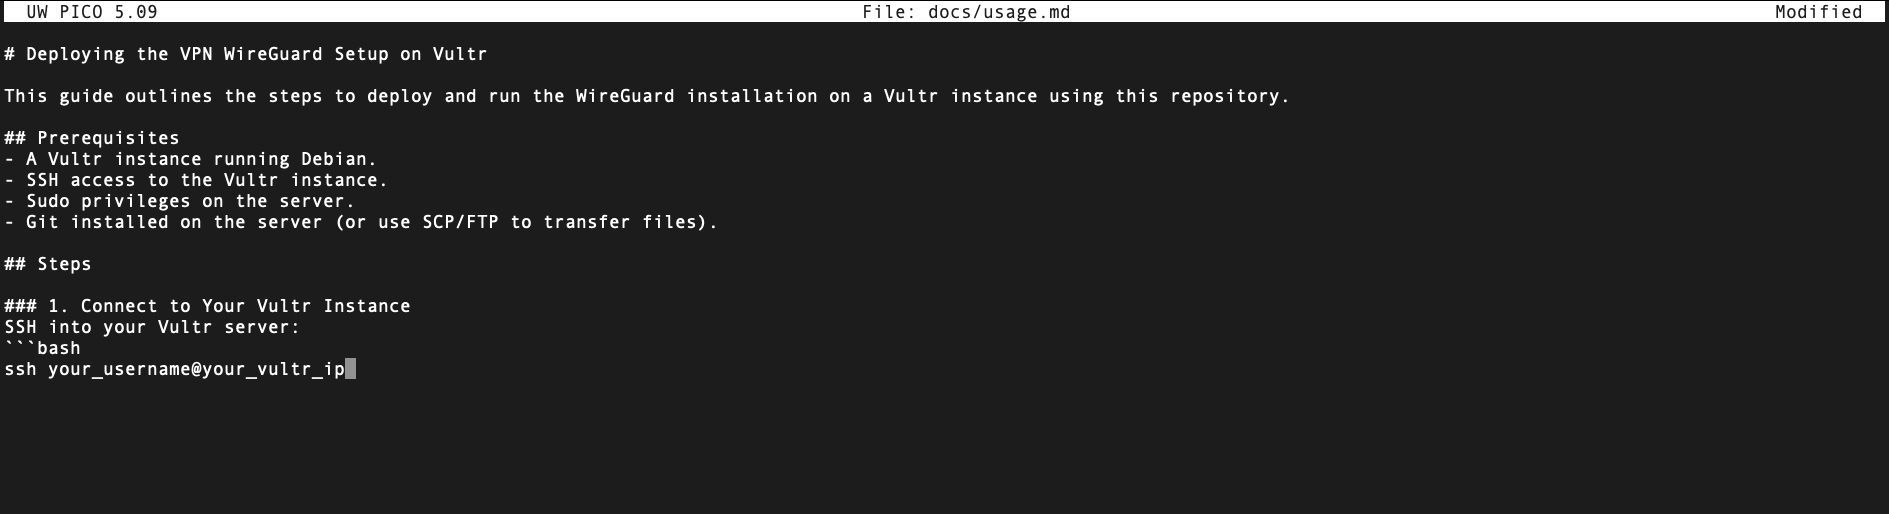 UW PICO 5.09 File: docs/usage.md Modified
# Deploying the VPN WireGuard Setup on Vultr
This guide outlines the steps to deploy and run the WireGuard installation on a Vultr instance using this repository.
## Prerequisites
- A Vultr instance running Debian.
- SSH access to the Vultr instance.
- Sudo privileges on the server.
- Git installed on the server (or use SCP/FTP to transfer files).
## Steps
### 1. Connect to Your Vultr Instance
SSH into your Vultr server:
```bash
ssh your_username@your_vultr_ip